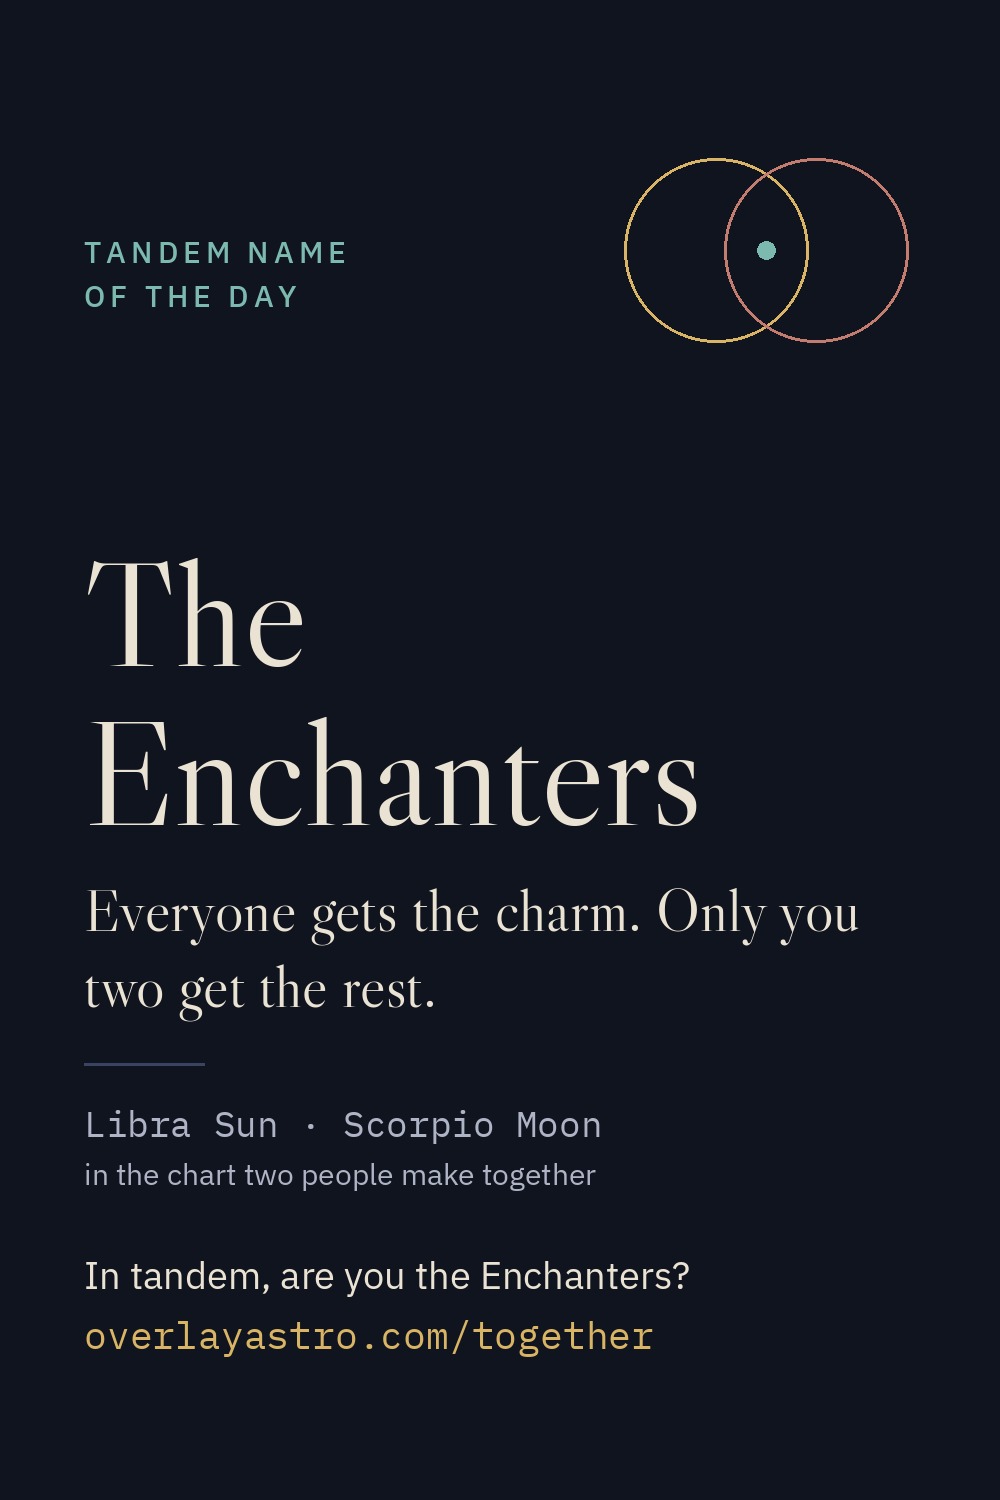 TANDEM NAME
OF THE DAY
The
Enchanters
Everyone gets the charm. Only you
two get the rest.
Libra Sun · Scorpio Moon
in the chart two people make together
In tandem, are you the Enchanters?
overlayastro.com/together